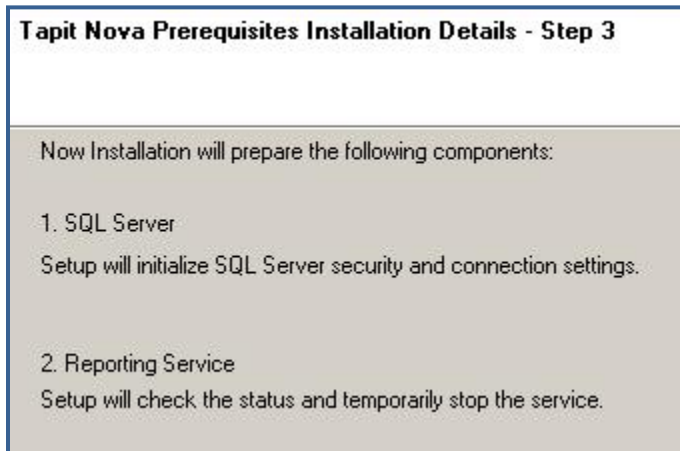 Tapit Nova Prerequisites Installation Details - Step 3
Now Installation will prepare the following components:
1. SQL Server
Setup will initialize SQL Server security and connection settings.
2. Reporting Service
Setup will check the status and temporarily stop the service.